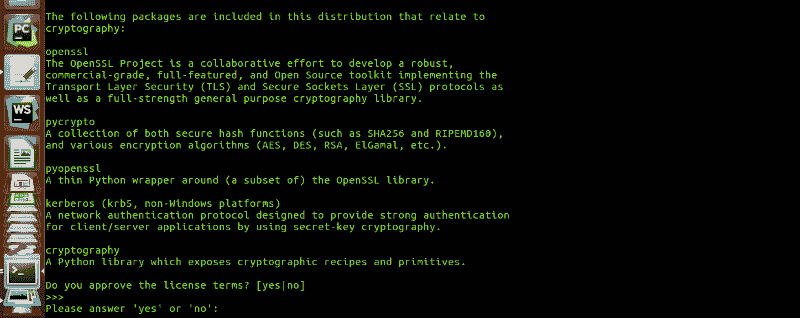 The following packages are included in this distribution that relate to
cryptography:
openssl
The OpenSSL Project is a collaborative effort to develop a robust,
commercial-grade, full-featured, and Open Source toolkit implementing the
Transport Layer Security (TLS) and Secure Sockets Layer (SSL) protocols as
well as a full-strength general purpose cryptography library.
pycrypto
A collection of both secure hash functions (such as SHA256 and RIPEMD160),
and various encryption algorithms (AES, DES, RSA, ElGamal, etc.).
pyopenssl
A thin Python wrapper around (a subset of) the OpenSSL library.
kerberos (krb5, non-Windows platforms)
A network authentication protocol designed to provide strong authentication
for client/server applications by using secret-key cryptography.
cryptography
A Python library which exposes cryptographic recipes and primitives.
Do you approve the license terms? [yes|no]
>>>
Please answer 'yes' or 'no':
PC
WS
>_